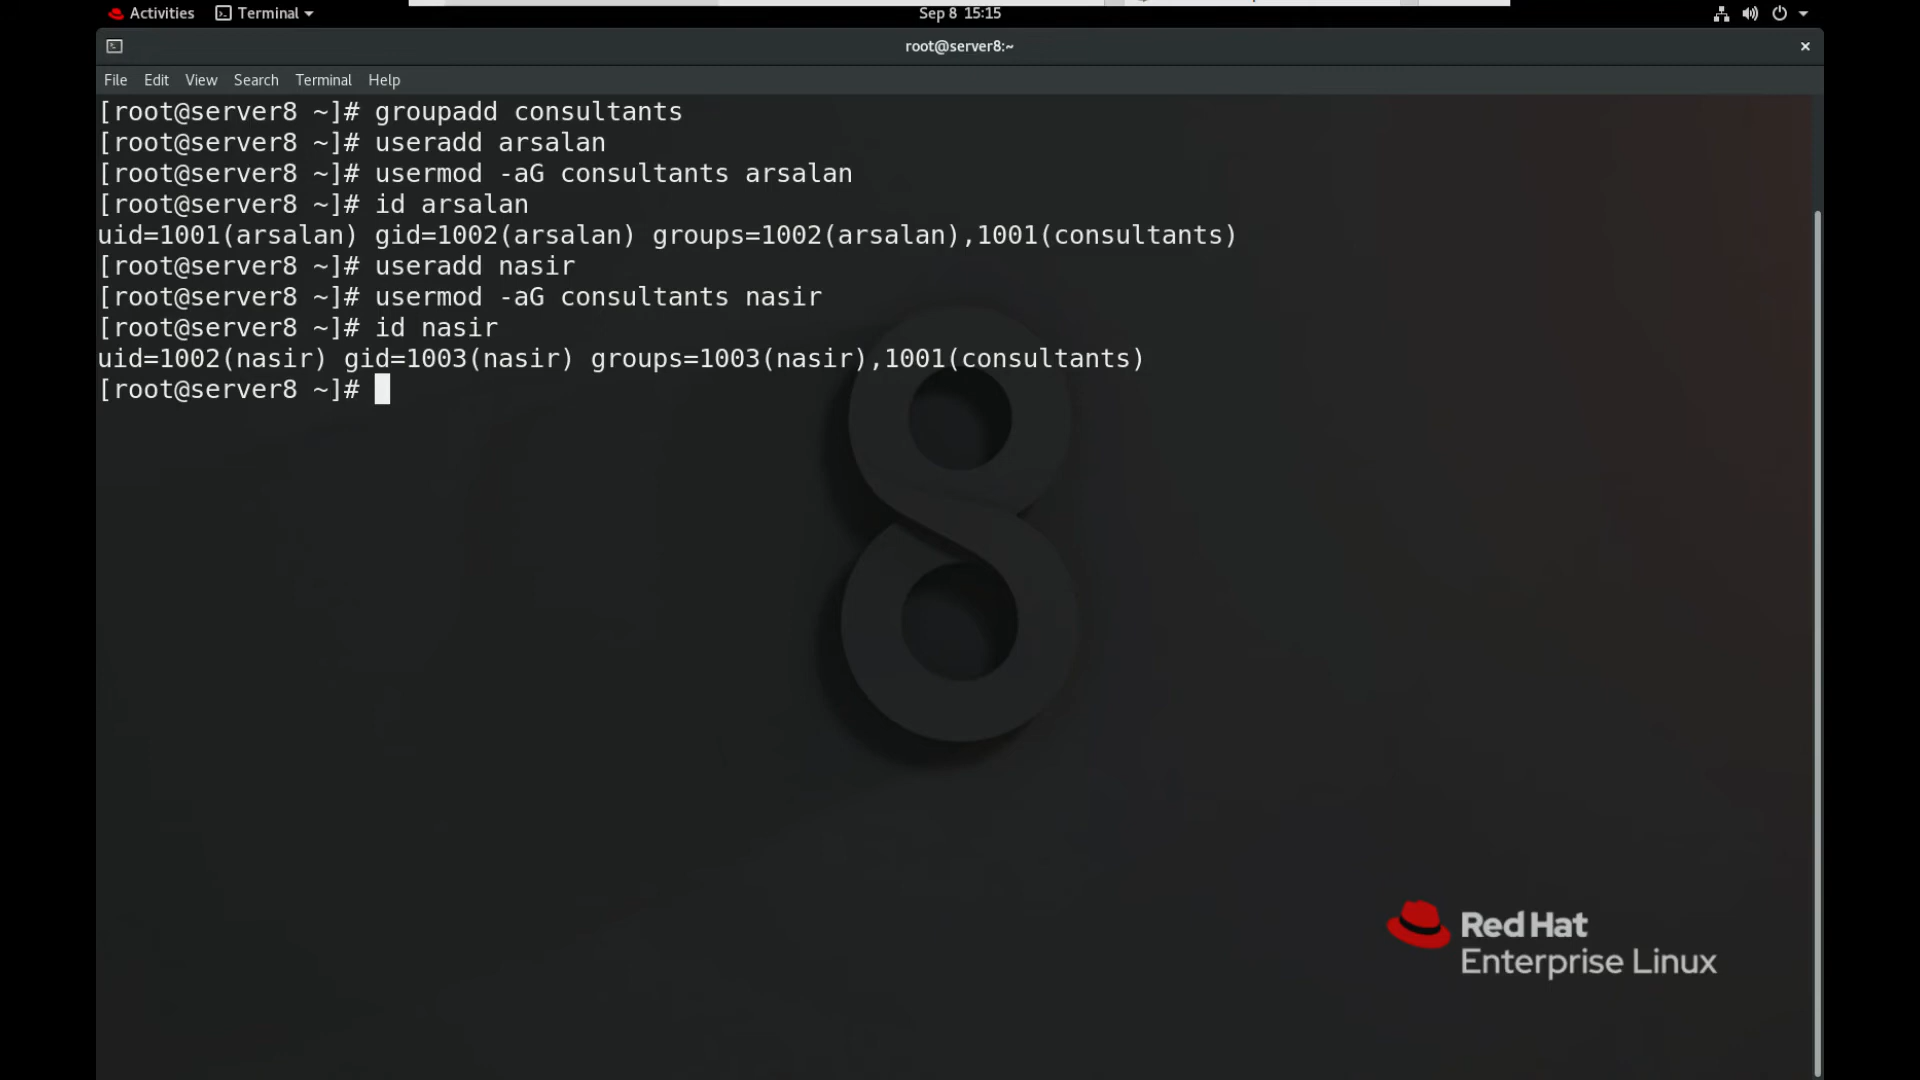 Activities Terminal Sep 8 15:15
root@server8:~
File Edit View Search Terminal Help
[root@server8 ~]# groupadd consultants
[root@server8 ~]# useradd arsalan
[root@server8 ~]# usermod -aG consultants arsalan
[root@server8 ~]# id arsalan
uid=1001(arsalan) gid=1002(arsalan) groups=1002(arsalan),1001(consultants)
[root@server8 ~]# useradd nasir
[root@server8 ~]# usermod -aG consultants nasir
[root@server8 ~]# id nasir
uid=1002(nasir) gid=1003(nasir) groups=1003(nasir),1001(consultants)
[root@server8 ~]#
8
Red Hat
Enterprise Linux